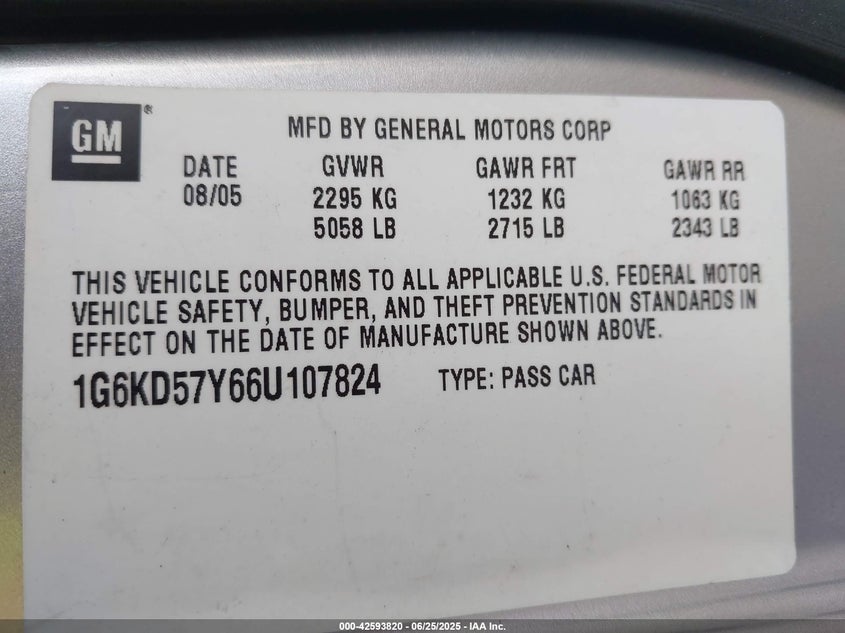 GM®
MFD BY GENERAL MOTORS CORP
DATE GVWR GAWR FRT GAWR RR
08/05 2295 KG 1232 KG 1063 KG
5058 LB 2715 LB 2343 LB
THIS VEHICLE CONFORMS TO ALL APPLICABLE U.S. FEDERAL MOTOR
VEHICLE SAFETY, BUMPER, AND THEFT PREVENTION STANDARDS IN
EFFECT ON THE DATE OF MANUFACTURE SHOWN ABOVE.
1G6KD57Y66U107824 TYPE: PASS CAR
000-42593820 - 06/25/2025 - IAA Inc.